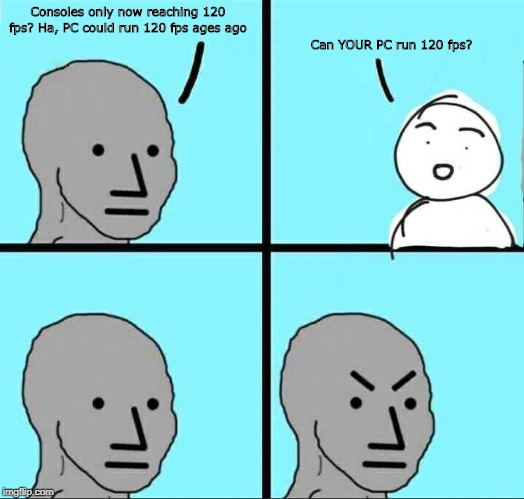 Consoles only now reaching 120
fps? Ha, PC could run 120 fps ages ago
Can YOUR PC run 120 fps?
imgflip.com